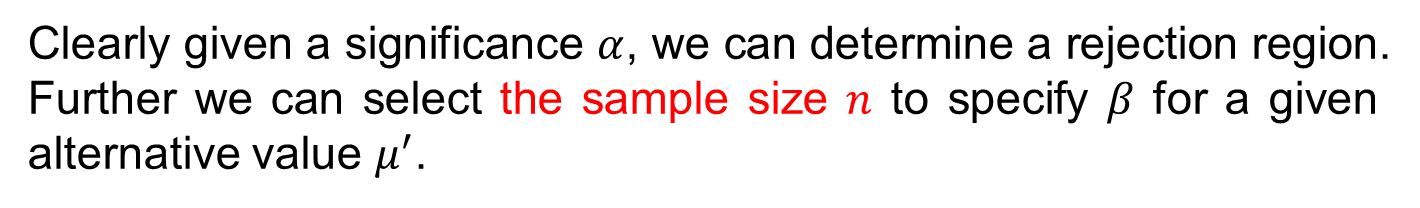 Clearly given a significance α, we can determine a rejection region.
Further we can select the sample size n to specify β for a given
alternative value μ′.